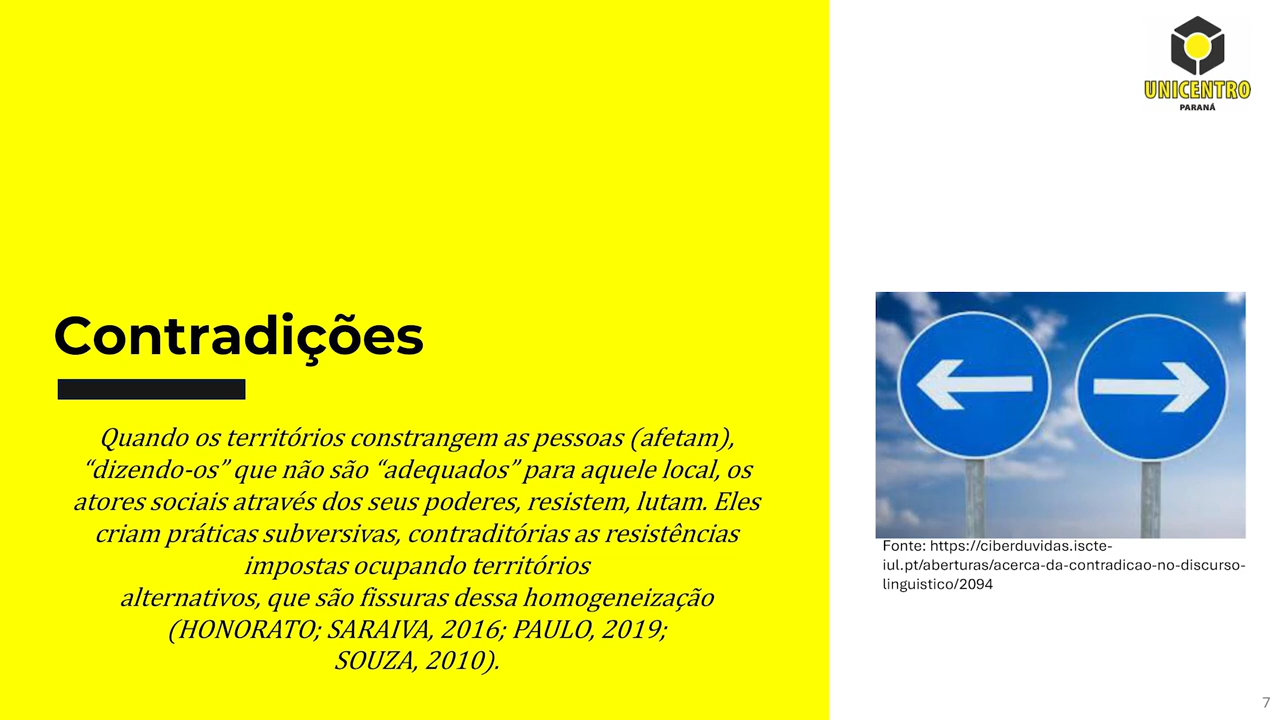 UNICENTRO
PARANÁ
Contradições
Quando os territórios constrangem as pessoas (afetam),
“dizendo-os” que não são “adequados” para aquele local, os
atores sociais através dos seus poderes, resistem, lutam. Eles
criam práticas subversivas, contraditórias as resistências
impostas ocupando territórios
alternativos, que são fissuras dessa homogeneização
(HONORATO; SARAIVA, 2016; PAULO, 2019;
SOUZA, 2010).
Fonte: https://ciberduvidas.iscte-
iul.pt/aberturas/acerca-da-contradicao-no-discurso-
linguistico/2094
7